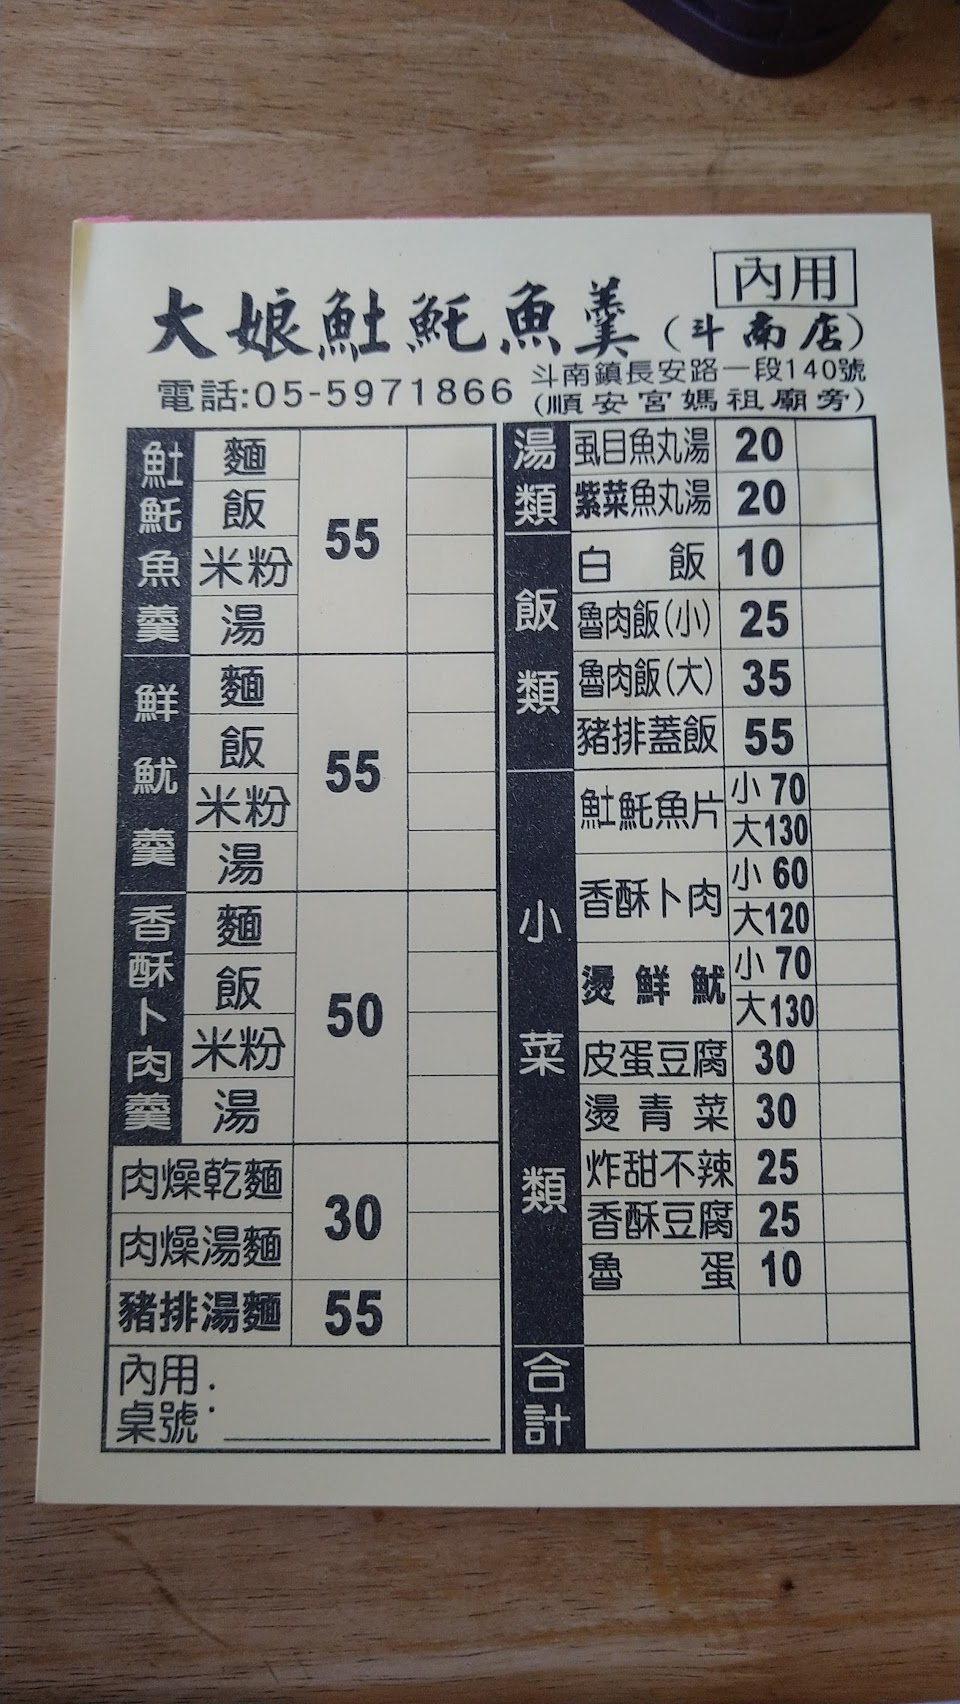 內用
大娘魠魠魚羹(斗南店)
電話:05-5971866
斗南鎮長安路一段140號
(順安宮媽祖廟旁)
魠魠魚羹
麵
飯
米粉
湯
55
鮮魷羹
麵
飯
米粉
湯
55
香酥卜肉羹
麵
飯
米粉
湯
50
肉燥乾麵
肉燥湯麵
30
豬排湯麵 55
內用:
桌號:
湯類
虱目魚丸湯 20
紫菜魚丸湯 20
飯類
白飯 10
魯肉飯(小) 25
魯肉飯(大) 35
豬排蓋飯 55
小菜類
𩵚魠魚片 小70
大130
香酥卜肉 小60
大120
燙鮮魷 小70
大130
皮蛋豆腐 30
燙青菜 30
炸甜不辣 25
香酥豆腐 25
魯蛋 10
合計